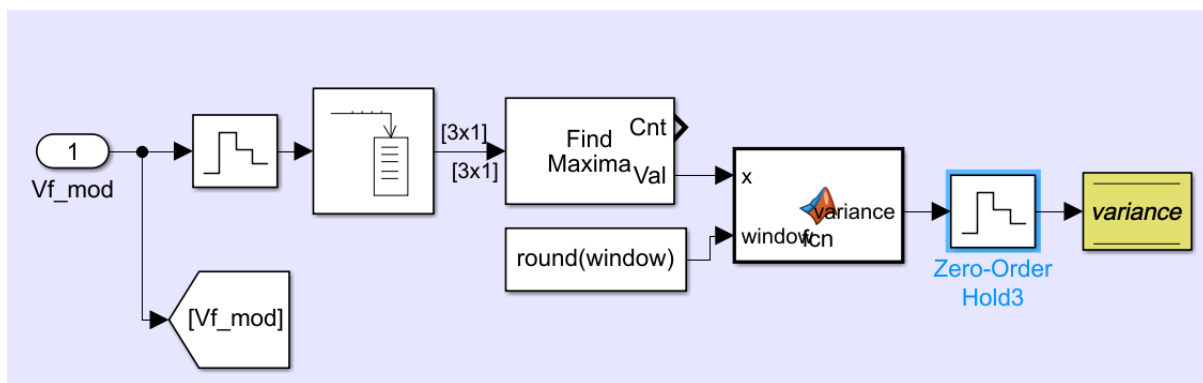 1
Vf_mod
[Vf_mod]
[3x1]
[3x1]
Find
Maxima
Cnt
Val
round(window)
x
window
variance
fcn
Zero-Order
Hold3
variance